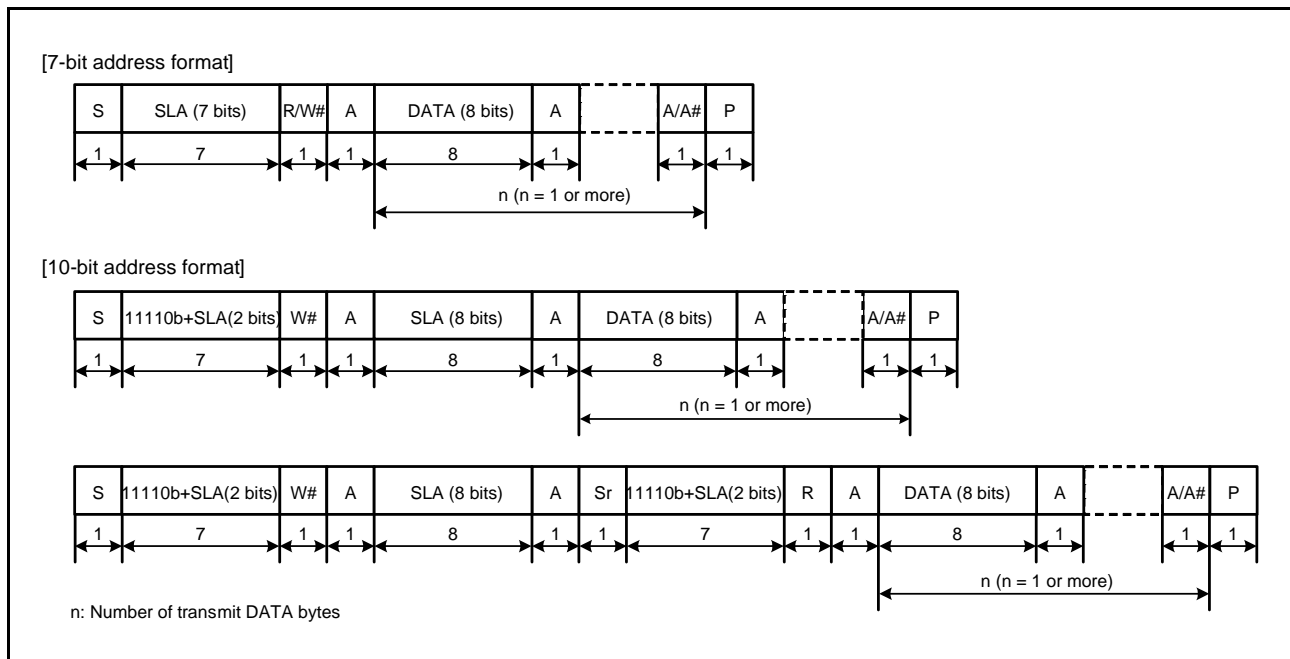 [7-bit address format]
S SLA (7 bits) R/W# A DATA (8 bits) A A/A# P
1 7 1 1 8 1 1 1
n (n = 1 or more)
[10-bit address format]
S 11110b+SLA(2 bits) W# A SLA (8 bits) A DATA (8 bits) A A/A# P
1 7 1 1 8 1 8 1 1 1
n (n = 1 or more)
S 11110b+SLA(2 bits) W# A SLA (8 bits) A Sr 11110b+SLA(2 bits) R A DATA (8 bits) A A/A# P
1 7 1 1 8 1 1 7 1 1 8 1 1 1
n (n = 1 or more)
n: Number of transmit DATA bytes